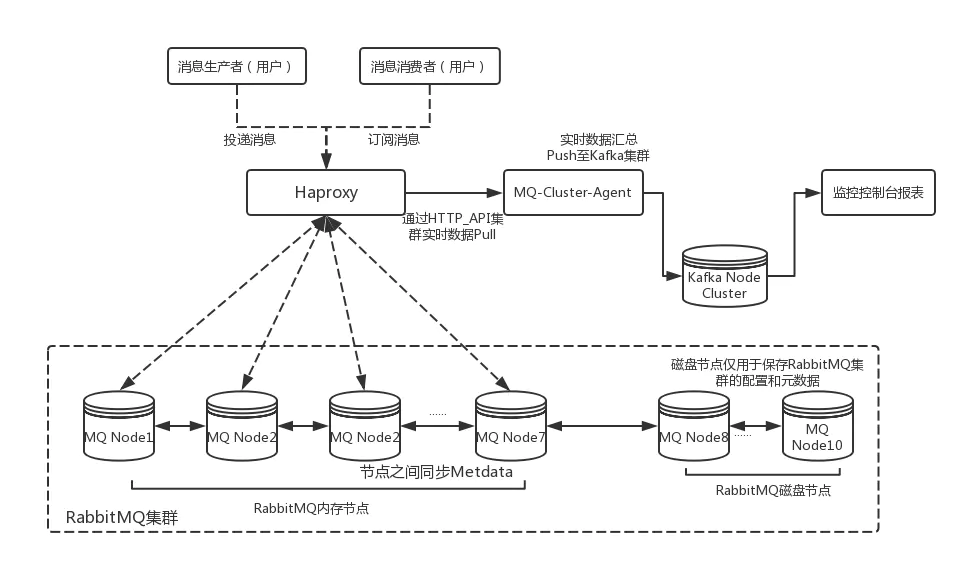 消息生产者（用户）
消息消费者（用户）
投递消息
订阅消息
实时数据汇总
Push至Kafka集群
Haproxy
MQ-Cluster-Agent
监控控制台报表
通过HTTP_API集
群实时数据Pull
Kafka Node
Cluster
磁盘节点仅用于保存RabbitMQ集
群的配置和元数据
MQ Node1
MQ Node2
MQ Node2
......
MQ Node7
MQ Node8
......
MQ
Node10
节点之间同步Metdata
RabbitMQ磁盘节点
RabbitMQ内存节点
RabbitMQ集群